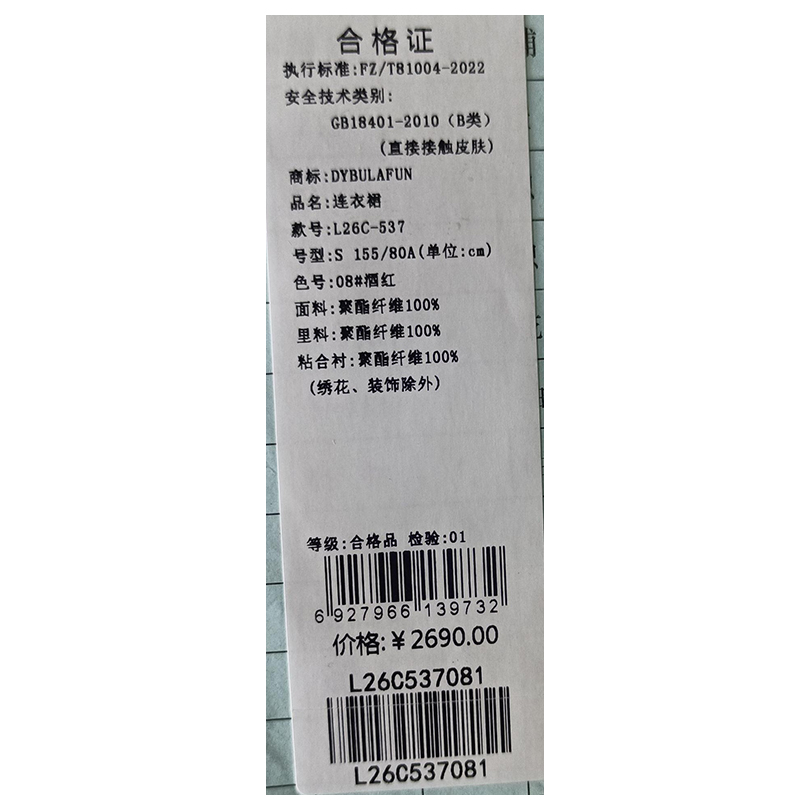 合格证
执行标准:FZ/T81004-2022
安全技术类别:
GB18401-2010（B类）
(直接接触皮肤)
商标:DYBULAFUN
品名:连衣裙
款号:L26C-537
号型:S 155/80A(单位:cm)
色号:08#酒红
面料:聚酯纤维100%
里料:聚酯纤维100%
粘合衬:聚酯纤维100%
(绣花、装饰除外)
等级:合格品 检验:01
6 927966 139732
价格:¥2690.00
L26C537081
L26C537081